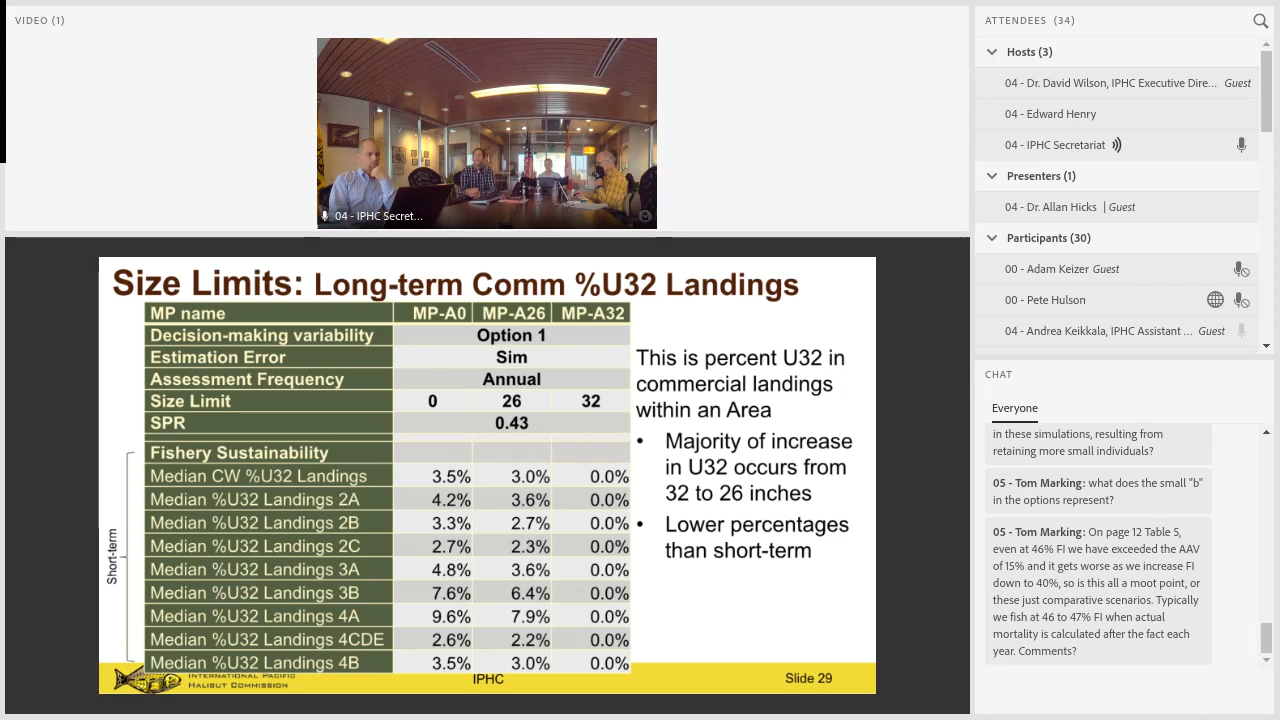 VIDEO (1)
04 - IPHC Secret...
Size Limits: Long-term Comm %U32 Landings
MP name MP-A0 MP-A26 MP-A32
Decision-making variability Option 1
Estimation Error Sim
Assessment Frequency Annual
Size Limit 0 26 32
SPR 0.43
Fishery Sustainability
Median CW %U32 Landings 3.5% 3.0% 0.0%
Median %U32 Landings 2A 4.2% 3.6% 0.0%
Median %U32 Landings 2B 3.3% 2.7% 0.0%
Median %U32 Landings 2C 2.7% 2.3% 0.0%
Median %U32 Landings 3A 4.8% 3.6% 0.0%
Median %U32 Landings 3B 7.6% 6.4% 0.0%
Median %U32 Landings 4A 9.6% 7.9% 0.0%
Median %U32 Landings 4CDE 2.6% 2.2% 0.0%
Median %U32 Landings 4B 3.5% 3.0% 0.0%
Short-term
This is percent U32 in
commercial landings
within an Area
• Majority of increase
in U32 occurs from
32 to 26 inches
• Lower percentages
than short-term
INTERNATIONAL PACIFIC
HALIBUT COMMISSION
IPHC
Slide 29
ATTENDEES (34)
Hosts (3)
04 - Dr. David Wilson, IPHC Executive Dire... Guest
04 - Edward Henry
04 - IPHC Secretariat
Presenters (1)
04 - Dr. Allan Hicks | Guest
Participants (30)
00 - Adam Keizer Guest
00 - Pete Hulson
04 - Andrea Keikkala, IPHC Assistant ... Guest
CHAT
Everyone
in these simulations, resulting from
retaining more small individuals?
05 - Tom Marking: what does the small "b"
in the options represent?
05 - Tom Marking: On page 12 Table 5,
even at 46% FI we have exceeded the AAV
of 15% and it gets worse as we increase FI
down to 40%, so is this all a moot point, or
these just comparative scenarios. Typically
we fish at 46 to 47% FI when actual
mortality is calculated after the fact each
year. Comments?